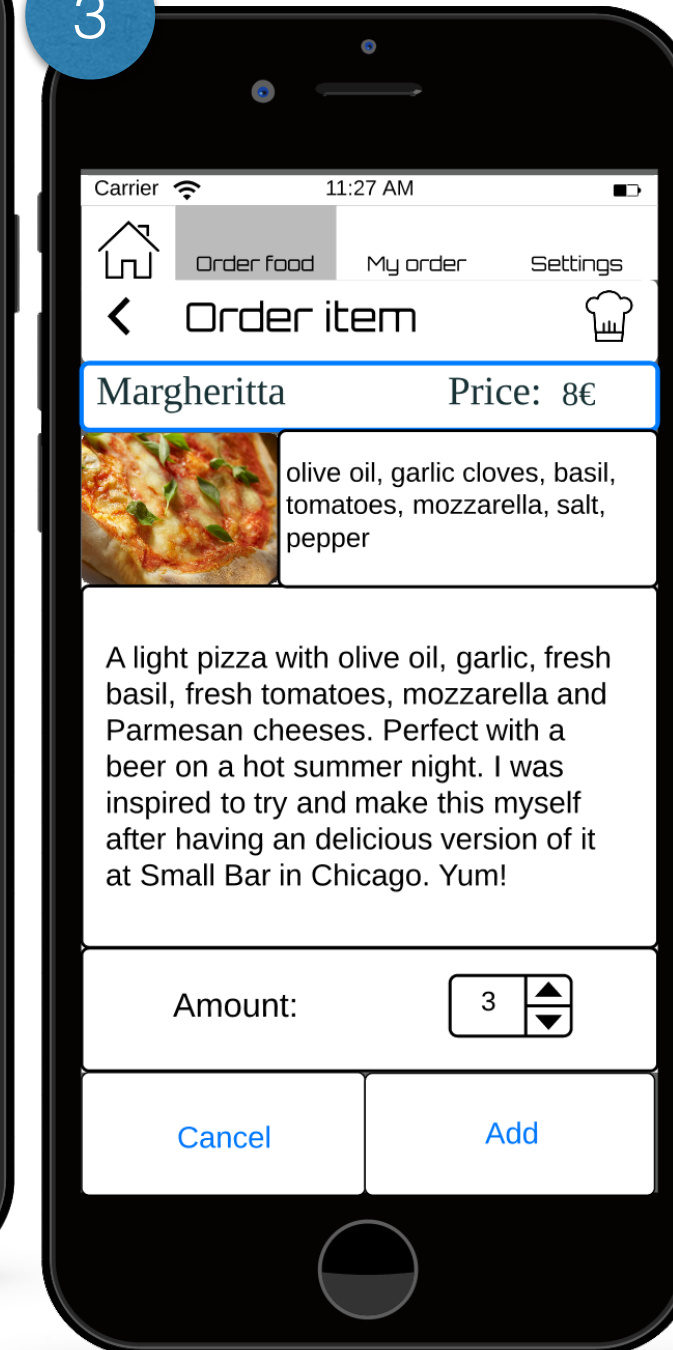 3
Carrier 11:27 AM
Order food My order Settings
Order item
Margheritta Price: 8€
olive oil, garlic cloves, basil,
tomatoes, mozzarella, salt,
pepper
A light pizza with olive oil, garlic, fresh
basil, fresh tomatoes, mozzarella and
Parmesan cheeses. Perfect with a
beer on a hot summer night. I was
inspired to try and make this myself
after having an delicious version of it
at Small Bar in Chicago. Yum!
Amount: 3
Cancel Add